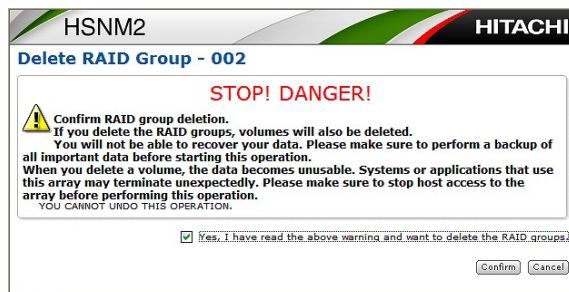 HSNM2
HITACHI
Delete RAID Group - 002
STOP! DANGER!
Confirm RAID group deletion.
If you delete the RAID groups, volumes will also be deleted.
You will not be able to recover your data. Please make sure to perform a backup of
all important data before starting this operation.
When you delete a volume, the data becomes unusable. Systems or applications that use
this array may terminate unexpectedly. Please make sure to stop host access to the
array before performing this operation.
YOU CANNOT UNDO THIS OPERATION.
Yes, I have read the above warning and want to delete the RAID groups.
Confirm Cancel